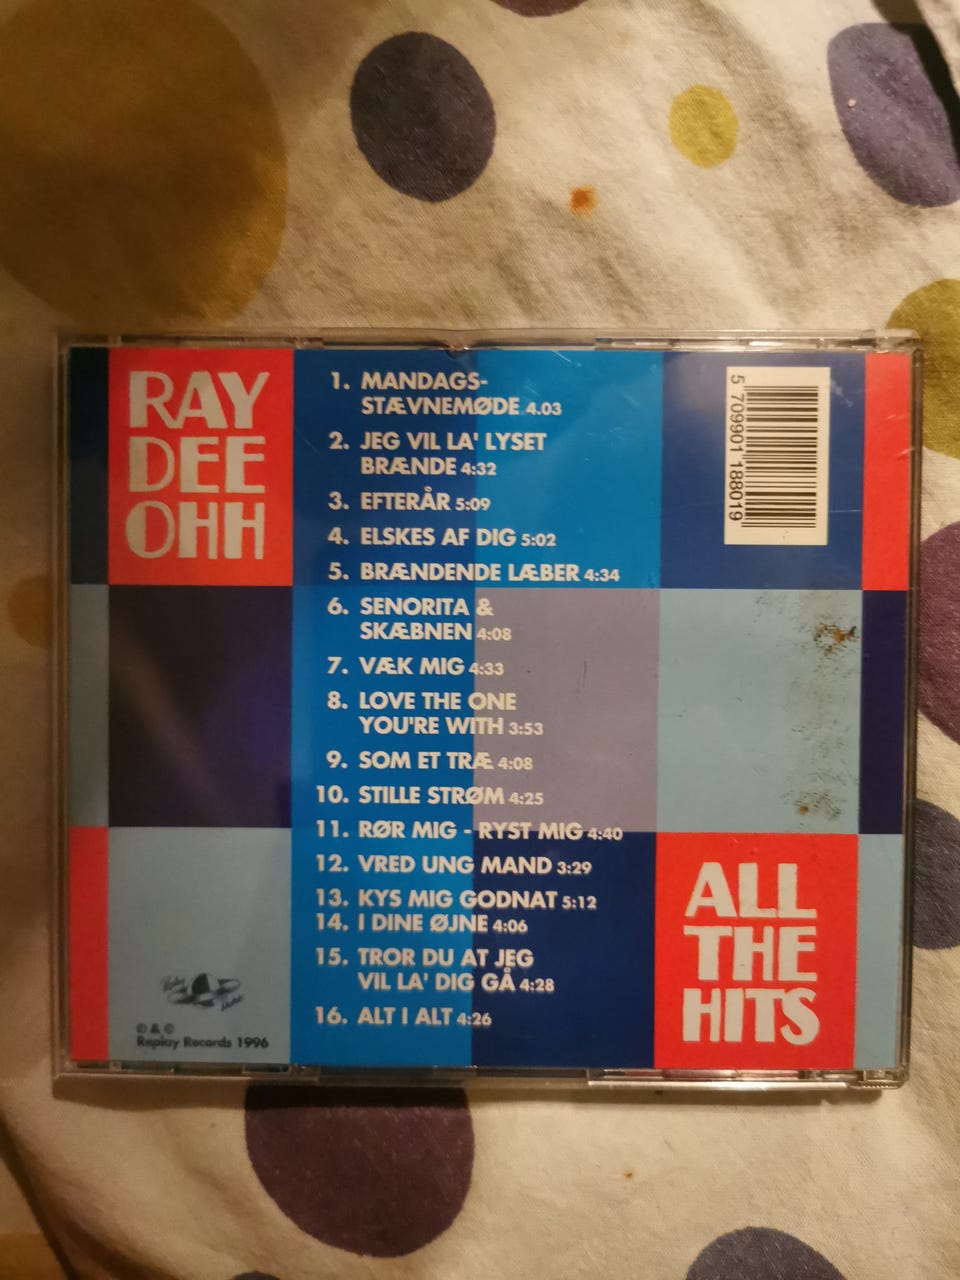 RAY
DEE
OHH
1. MANDAGS-
STÆVNEMØDE 4.03
2. JEG VIL LA' LYSET
BRÆNDE 4:32
3. EFTERÅR 5:09
4. ELSKES AF DIG 5:02
5. BRÆNDENDE LÆBER 4:34
6. SENORITA &
SKÆBNEN 4:08
7. VÆK MIG 4:33
8. LOVE THE ONE
YOU'RE WITH 3:53
9. SOM ET TRÆ 4:08
10. STILLE STRØM 4:25
11. RØR MIG - RYST MIG 4:40
12. VRED UNG MAND 3:29
13. KYS MIG GODNAT 5:12
14. I DINE ØJNE 4:06
15. TROR DU AT JEG
VIL LA' DIG GÅ 4:28
16. ALT I ALT 4:26
5 709901 188019
ALL
THE
HITS
℗ & ©
Replay Records 1996